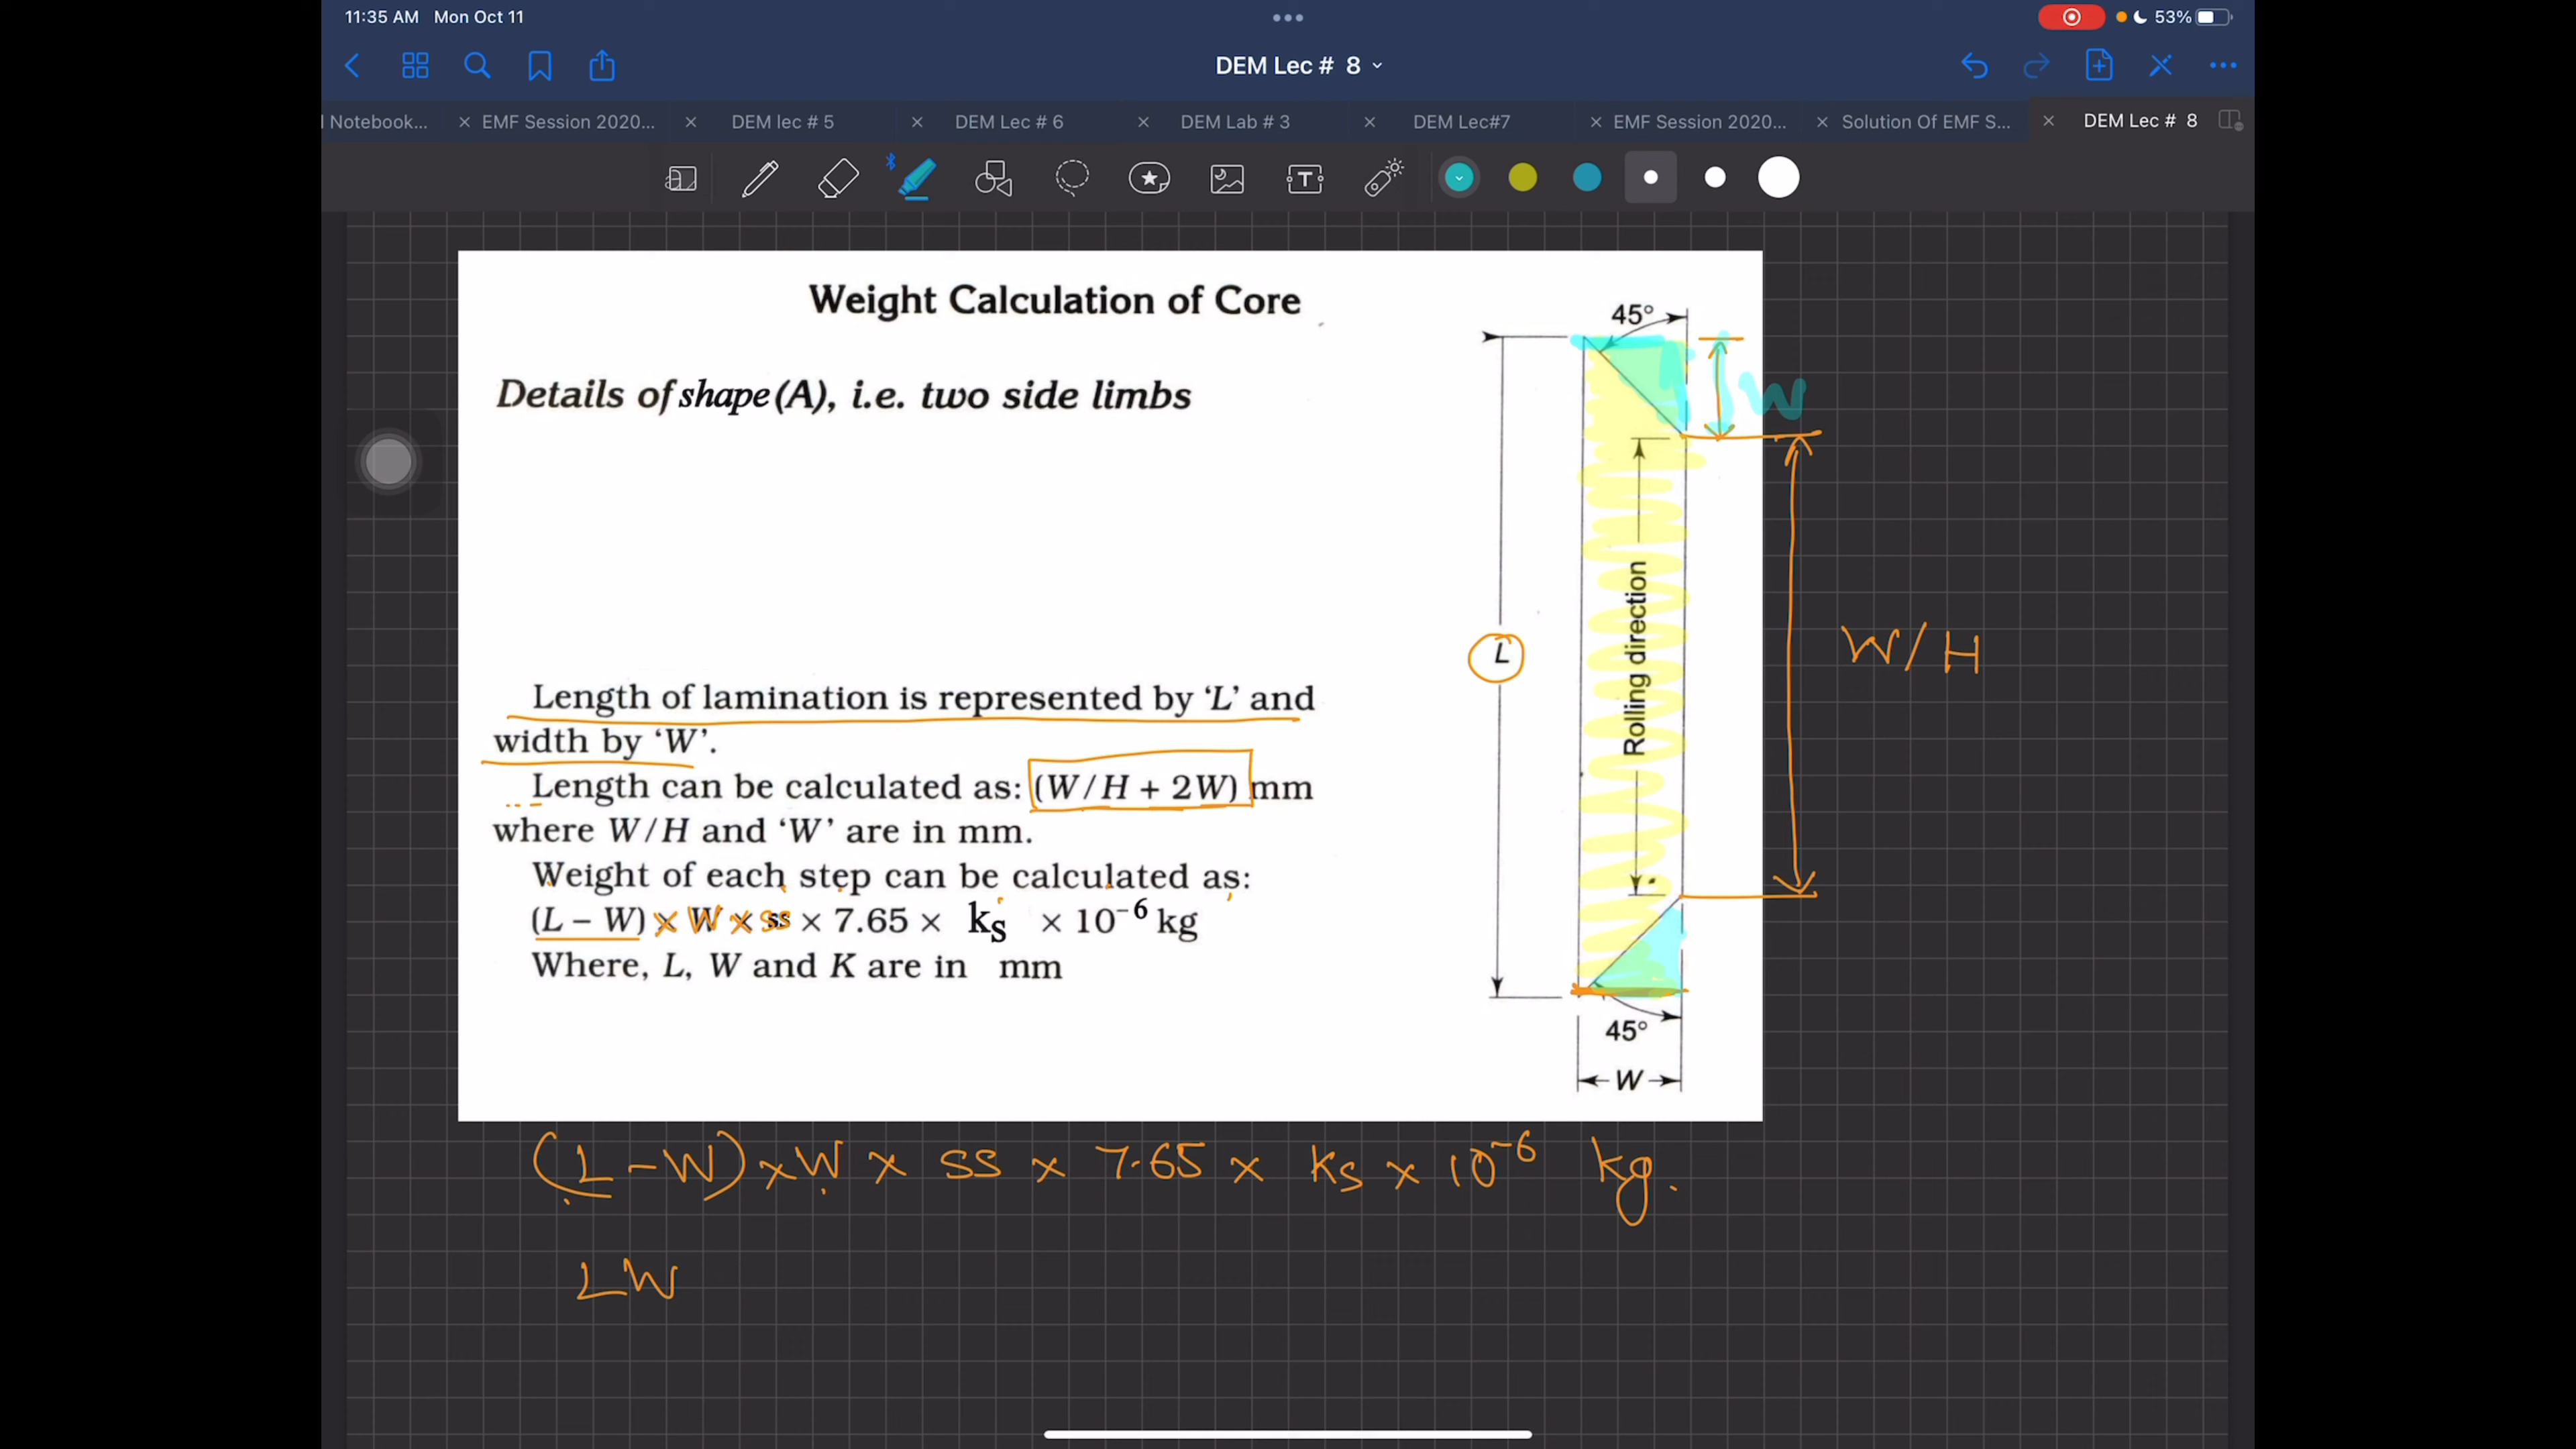 11:35 AM Mon Oct 11
53%
DEM Lec # 8
l Notebook...
EMF Session 2020...
DEM lec # 5
DEM Lec # 6
DEM Lab # 3
DEM Lec#7
EMF Session 2020...
Solution Of EMF S...
DEM Lec # 8
Weight Calculation of Core
Details of shape (A), i.e. two side limbs
Length of lamination is represented by ‘L’ and
width by ‘W’.
Length can be calculated as: (W/H + 2W) mm
where W/H and ‘W’ are in mm.
Weight of each step can be calculated as:
(L – W) × W × ss × 7.65 × ks × 10⁻⁶ kg
Where, L, W and K are in mm
45°
W
L
Rolling direction
W/H
45°
W
(L - W) × W × ss × 7.65 × ks × 10⁻⁶ kg.
LW